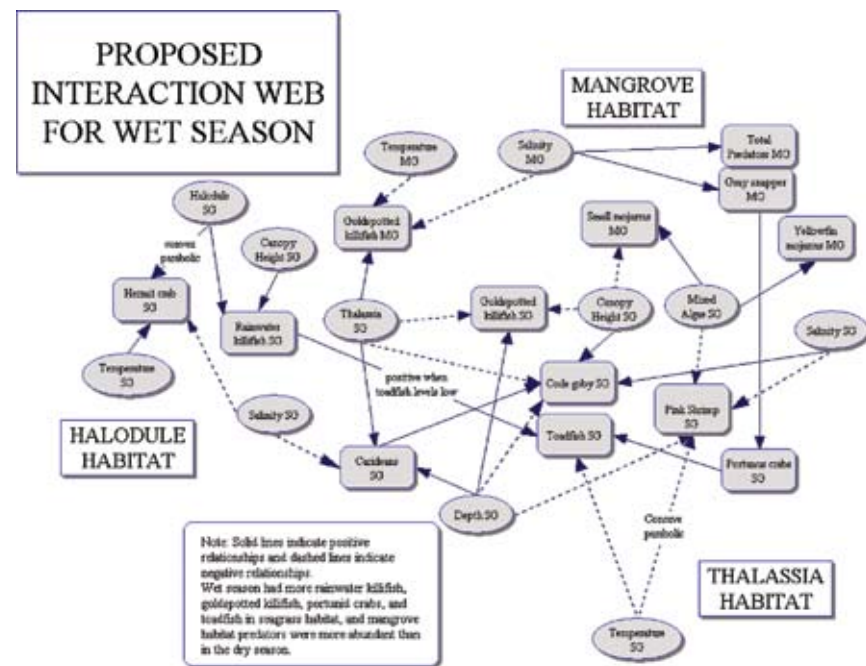 PROPOSED
INTERACTION WEB
FOR WET SEASON
MANGROVE
HABITAT
Temperature
MG
Salinity
MG
Total
Predators MG
Gray snapper
MG
Halodule
SG
Goldspotted
killifish MG
Small mojarras
MG
Yellowfin
mojarras MG
convex
parabolic
Canopy
Height SG
Hermit crab
SG
Rainwater
killifish SG
Thalassia
SG
Goldspotted
killifish SG
Canopy
Height SG
Mixed
Algae SG
Salinity SG
Temperature
SG
positive when
toadfish levels low
Code goby SG
Pink Shrimp
SG
HALODULE
HABITAT
Salinity SG
Carideans
SG
Toadfish SG
Portunus crabs
SG
Depth SG
Concave
parabolic
Note: Solid lines indicate positive
relationships and dashed lines indicate
negative relationships.
Wet season had more rainwater killifish,
goldspotted killifish, portunid crabs, and
toadfish in seagrass habitat, and mangrove
habitat predators were more abundant than
in the dry season.
THALASSIA
HABITAT
Temperature
SG